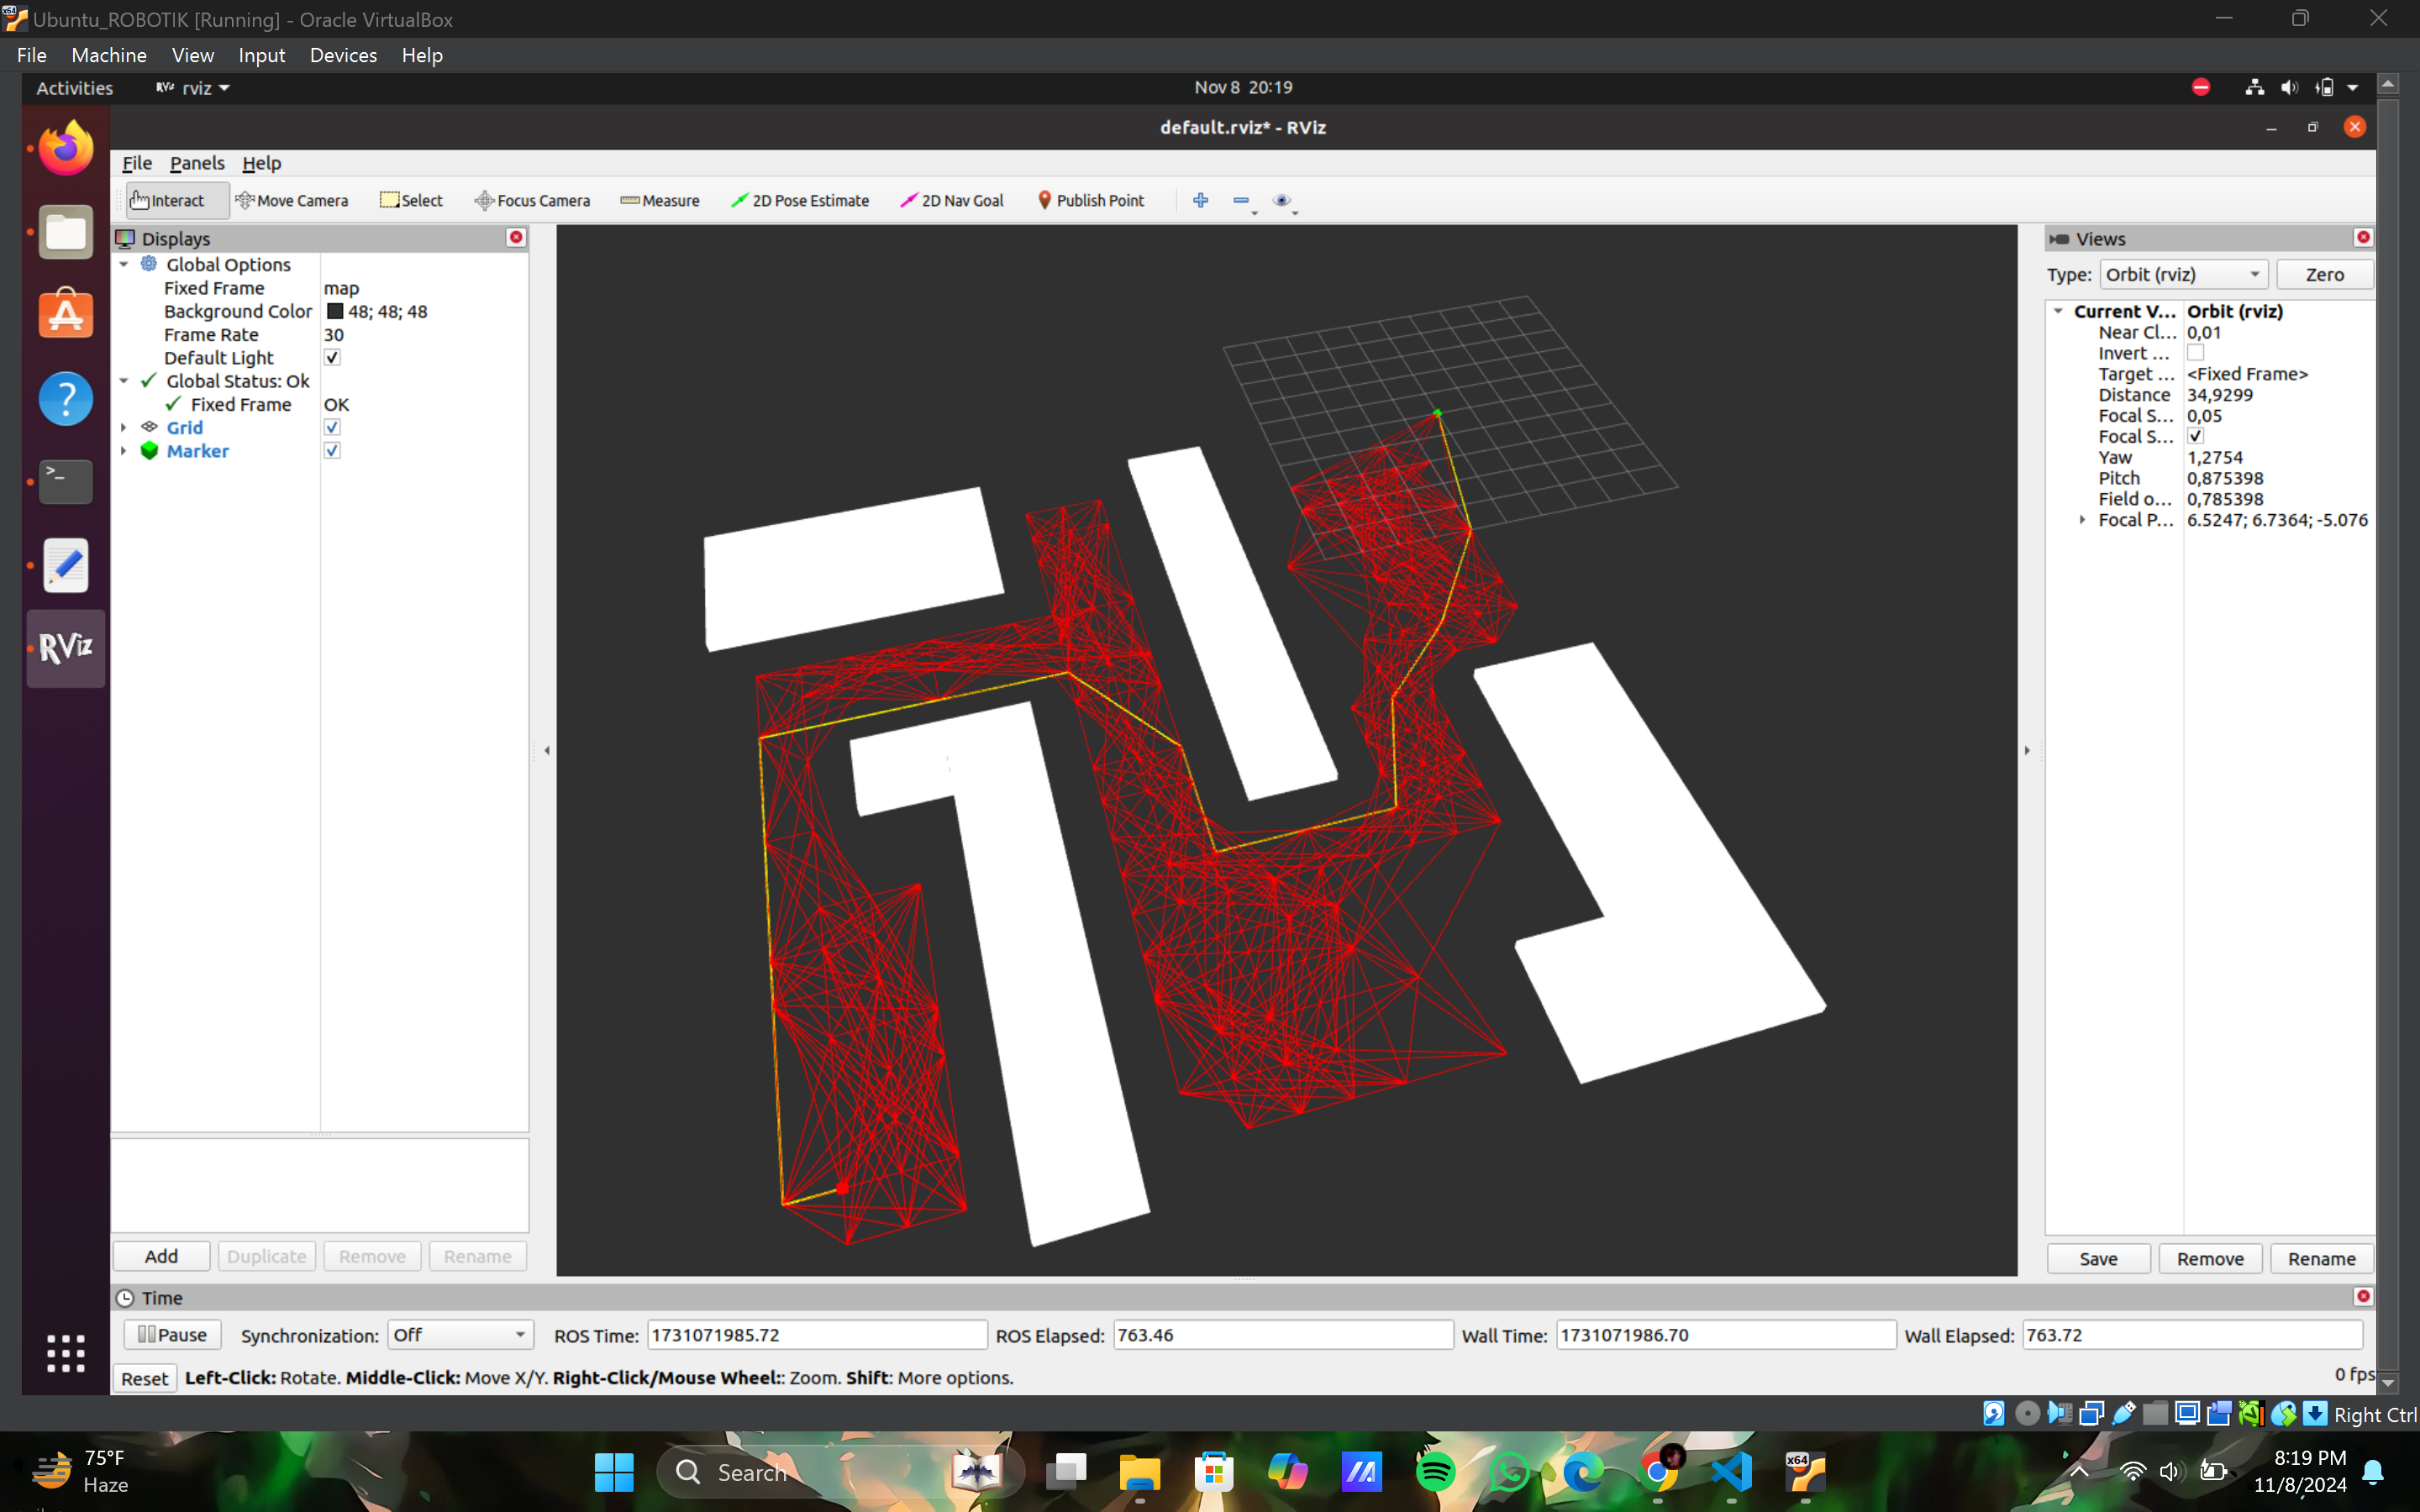 Ubuntu_ROBOTIK [Running] - Oracle VirtualBox
File Machine View Input Devices Help
Activities RViz rviz Nov 8 20:19
default.rviz* - RViz
File Panels Help
Interact Move Camera Select Focus Camera Measure 2D Pose Estimate 2D Nav Goal Publish Point
Displays
Global Options
Fixed Frame map
Background Color 48; 48; 48
Frame Rate 30
Default Light
Global Status: Ok
Fixed Frame OK
Grid
Marker
RViz
Add Duplicate Remove Rename
Views
Type: Orbit (rviz) Zero
Current V... Orbit (rviz)
Near Cl... 0,01
Invert ...
Target ... <Fixed Frame>
Distance 34,9299
Focal S... 0,05
Focal S...
Yaw 1,2754
Pitch 0,875398
Field o... 0,785398
Focal P... 6.5247; 6.7364; -5.076
Save Remove Rename
Time
Pause Synchronization: Off ROS Time: 1731071985.72 ROS Elapsed: 763.46 Wall Time: 1731071986.70 Wall Elapsed: 763.72
Reset Left-Click: Rotate. Middle-Click: Move X/Y. Right-Click/Mouse Wheel:: Zoom. Shift: More options. 0 fps
Right Ctrl
75°F
Haze
Search
x64
8:19 PM
11/8/2024